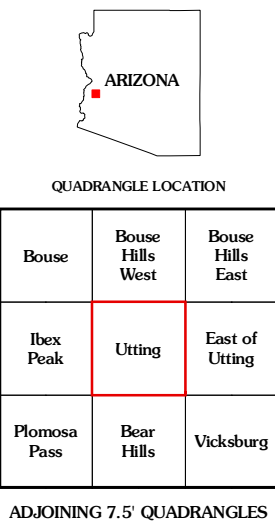 ARIZONA
QUADRANGLE LOCATION
Bouse
Bouse
Hills
West
Bouse
Hills
East
Ibex
Peak
Utting
East of
Utting
Plomosa
Pass
Bear
Hills
Vicksburg
ADJOINING 7.5' QUADRANGLES